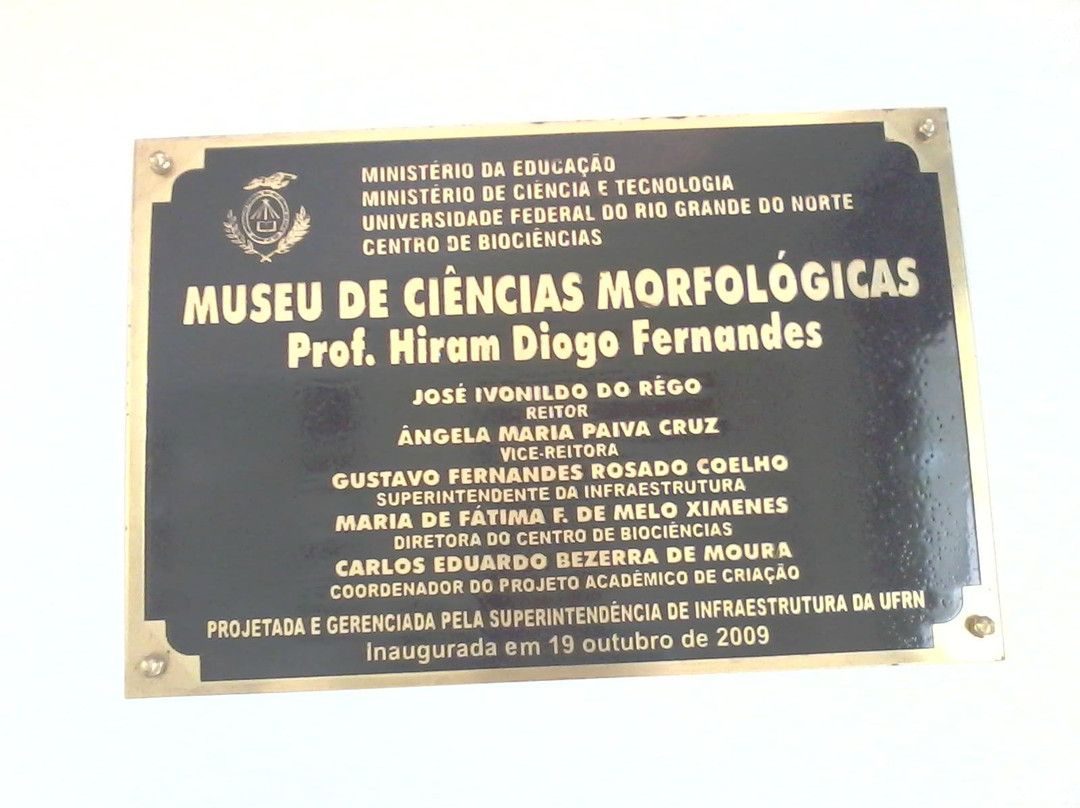 MINISTÉRIO DA EDUCAÇÃO
MINISTÉRIO DE CIÊNCIA E TECNOLOGIA
UNIVERSIDADE FEDERAL DO RIO GRANDE DO NORTE
CENTRO DE BIOCIÊNCIAS
MUSEU DE CIÊNCIAS MORFOLÓGICAS
Prof. Hiram Diogo Fernandes
JOSÉ IVONILDO DO RÊGO
REITOR
ÂNGELA MARIA PAIVA CRUZ
VICE-REITORA
GUSTAVO FERNANDES ROSADO COELHO
SUPERINTENDENTE DA INFRAESTRUTURA
MARIA DE FÁTIMA F. DE MELO XIMENES
DIRETORA DO CENTRO DE BIOCIÊNCIAS
CARLOS EDUARDO BEZERRA DE MOURA
COORDENADOR DO PROJETO ACADÊMICO DE CRIAÇÃO
PROJETADA E GERENCIADA PELA SUPERINTENDÊNCIA DE INFRAESTRUTURA DA UFRN
Inaugurada em 19 outubro de 2009